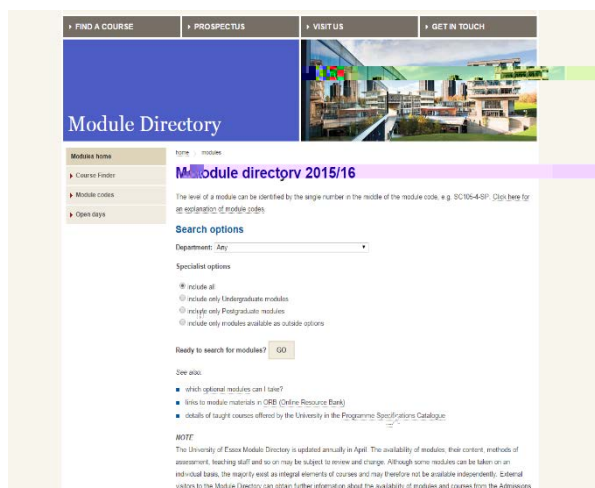 FIND A COURSE
PROSPECTUS
VISIT US
GET IN TOUCH
Module Directory
Modules home
Course Finder
Module codes
Open days
home modules
Module directory 2015/16
The level of a module can be identified by the single number in the middle of the module code, e.g. SC105-4-SP. Click here for
an explanation of module codes.
Search options
Department: Any
Specialist options
include all
include only Undergraduate modules
include only Postgraduate modules
include only modules available as outside options
Ready to search for modules? GO
See also:
which optional modules can I take?
links to module materials in ORB (Online Resource Bank)
details of taught courses offered by the University in the Programme Specifications Catalogue
NOTE
The University of Essex Module Directory is updated annually in April. The availability of modules, their content, methods of
assessment, teaching staff and so on may be subject to review and change. Although some modules can be taken on an
individual basis, the majority exist as integral elements of courses and may therefore not be available independently. External
visitors to the Module Directory can obtain further information about the availability of modules and courses from the Admissions